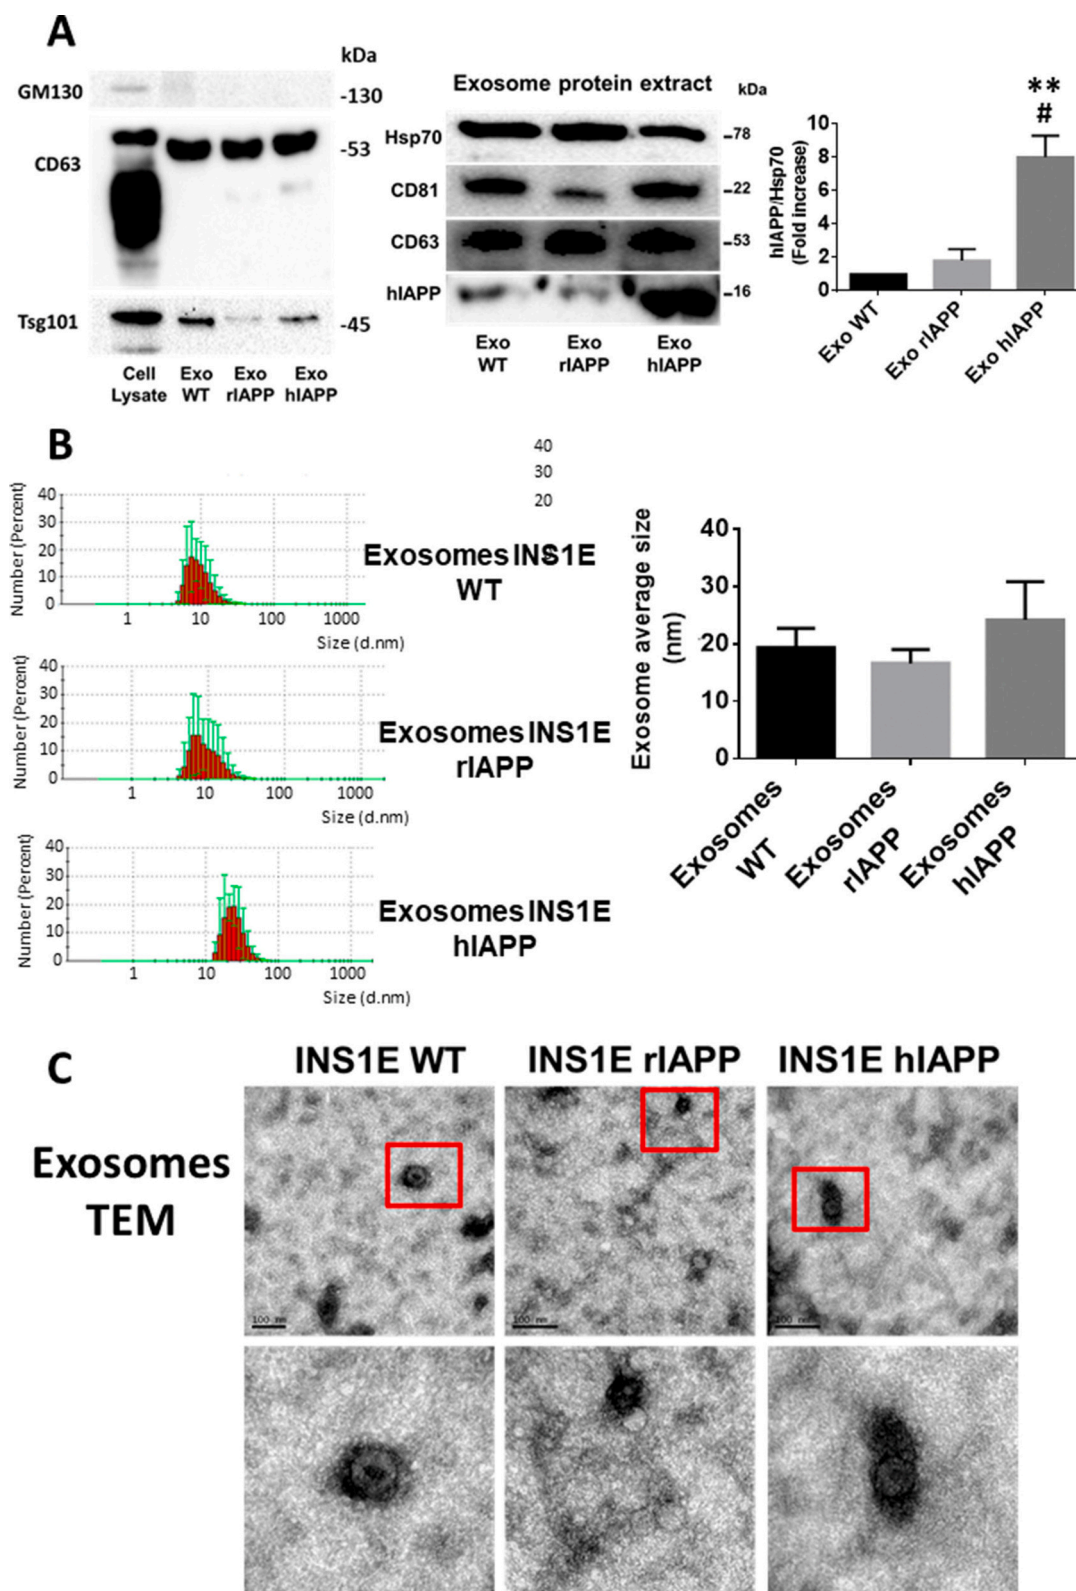 A
kDa
GM130
-130
CD63
-53
Tsg101
-45
Cell Lysate
Exo WT
Exo rIAPP
Exo hIAPP
Exosome protein extract
kDa
Hsp70
-78
CD81
-22
CD63
-53
hIAPP
-16
Exo WT
Exo rIAPP
Exo hIAPP
**
#
hIAPP/Hsp70
(Fold increase)
10
8
6
4
2
0
Exo WT
Exo rIAPP
Exo hIAPP
B
40
30
20
Number (Percent)
40
30
20
10
0
1
10
100
1000
Size (d.nm)
Exosomes INS1E
WT
Number (Percent)
40
30
20
10
0
1
10
100
1000
Size (d.nm)
Exosomes INS1E
rIAPP
Number (Percent)
40
30
20
10
0
1
10
100
1000
Size (d.nm)
Exosomes INS1E
hIAPP
Exosome average size
(nm)
40
30
20
10
0
Exosomes
WT
Exosomes
rIAPP
Exosomes
hIAPP
C
INS1E WT
INS1E rIAPP
INS1E hIAPP
Exosomes
TEM
100 nm
100 nm
100 nm